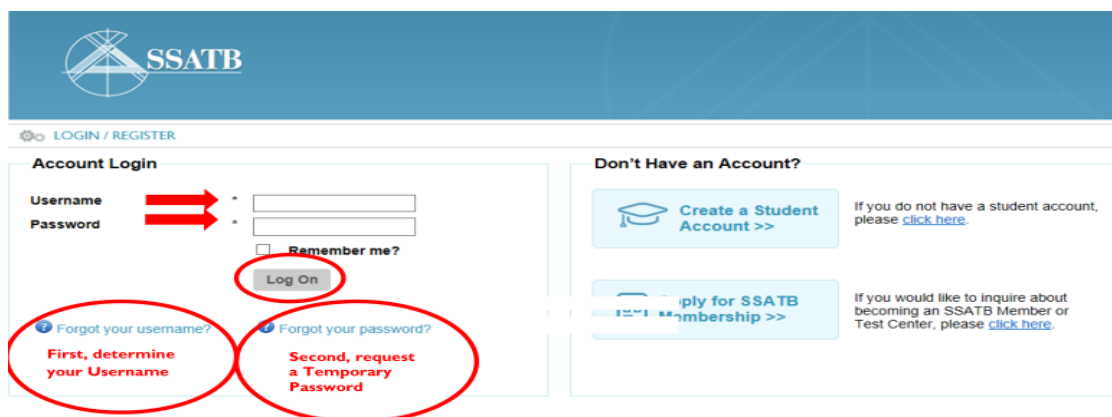 SSATB
LOGIN / REGISTER
Account Login
Username *
Password *
Remember me?
Log On
Forgot your username?
Forgot your password?
First, determine
your Username
Second, request
a Temporary
Password
Don't Have an Account?
Create a Student
Account >>
If you do not have a student account,
please click here.
Apply for SSATB
Membership >>
If you would like to inquire about
becoming an SSATB Member or
Test Center, please click here.